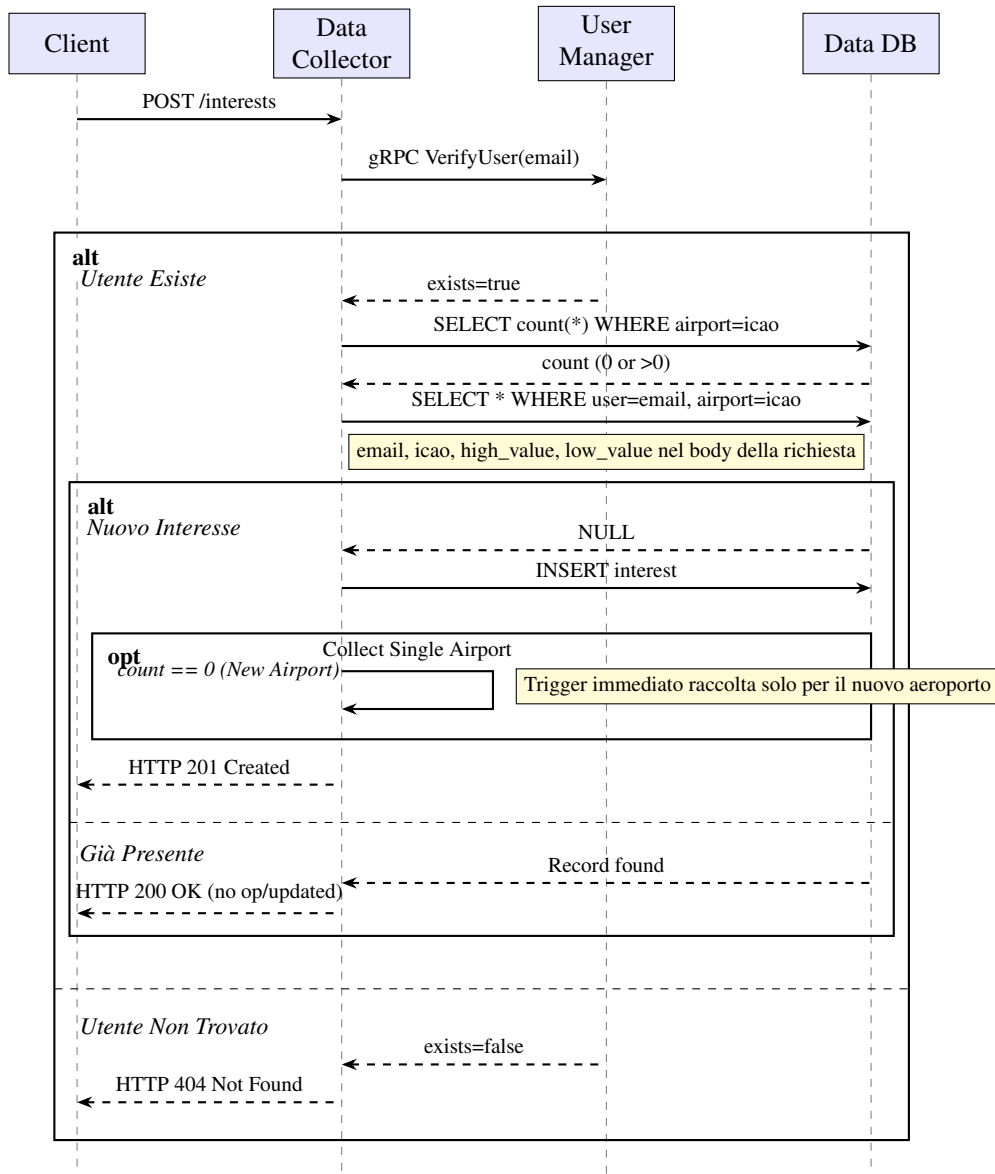 Client
Data
Collector
User
Manager
Data DB
POST /interests
gRPC VerifyUser(email)
alt
Utente Esiste
exists=true
SELECT count(*) WHERE airport=icao
count (0 or >0)
SELECT * WHERE user=email, airport=icao
email, icao, high_value, low_value nel body della richiesta
alt
Nuovo Interesse
NULL
INSERT interest
opt
count == 0 (New Airport)
Collect Single Airport
Trigger immediato raccolta solo per il nuovo aeroporto
HTTP 201 Created
Già Presente
Record found
HTTP 200 OK (no op/updated)
Utente Non Trovato
exists=false
HTTP 404 Not Found